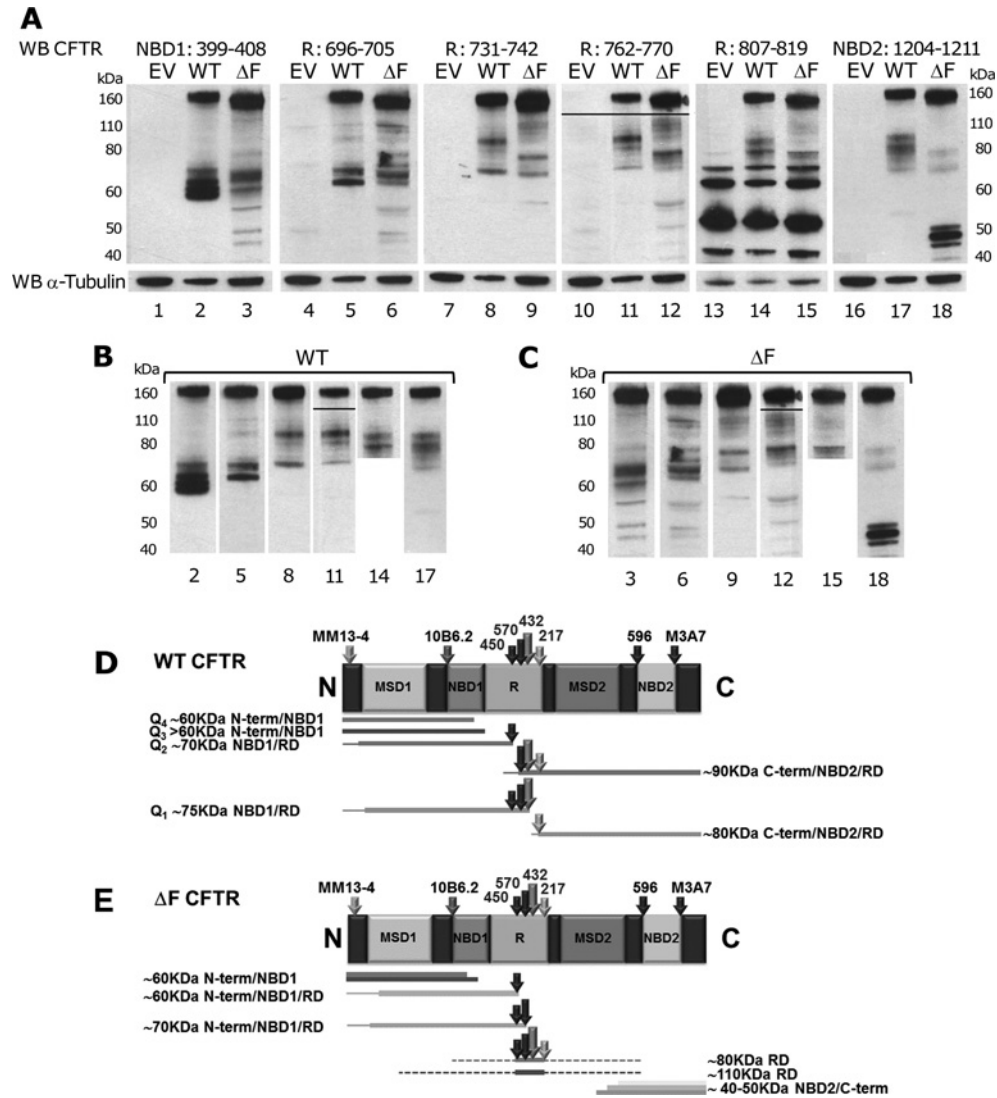 A
WB CFTR NBD1: 399-408 R: 696-705 R: 731-742 R: 762-770 R: 807-819 NBD2: 1204-1211
kDa EV WT ΔF EV WT ΔF EV WT ΔF EV WT ΔF EV WT ΔF EV WT ΔF kDa
160 160
110 110
80 80
60 60
50 50
40 40
WB α-Tubulin
1 2 3 4 5 6 7 8 9 10 11 12 13 14 15 16 17 18
B WT
kDa
160
110
80
60
50
40
2 5 8 11 14 17
C ΔF
kDa
160
110
80
60
50
40
3 6 9 12 15 18
D WT CFTR
MM13-4 10B6.2 450 570 432 217 596 M3A7
N MSD1 NBD1 R MSD2 NBD2 C
Q4 ~60KDa N-term/NBD1
Q3 >60KDa N-term/NBD1
Q2 ~70KDa NBD1/RD
~90KDa C-term/NBD2/RD
Q1 ~75KDa NBD1/RD
~80KDa C-term/NBD2/RD
E ΔF CFTR
MM13-4 10B6.2 450 570 432 217 596 M3A7
N MSD1 NBD1 R MSD2 NBD2 C
~60KDa N-term/NBD1
~60KDa N-term/NBD1/RD
~70KDa N-term/NBD1/RD
~80KDa RD
~110KDa RD
~ 40-50KDa NBD2/C-term